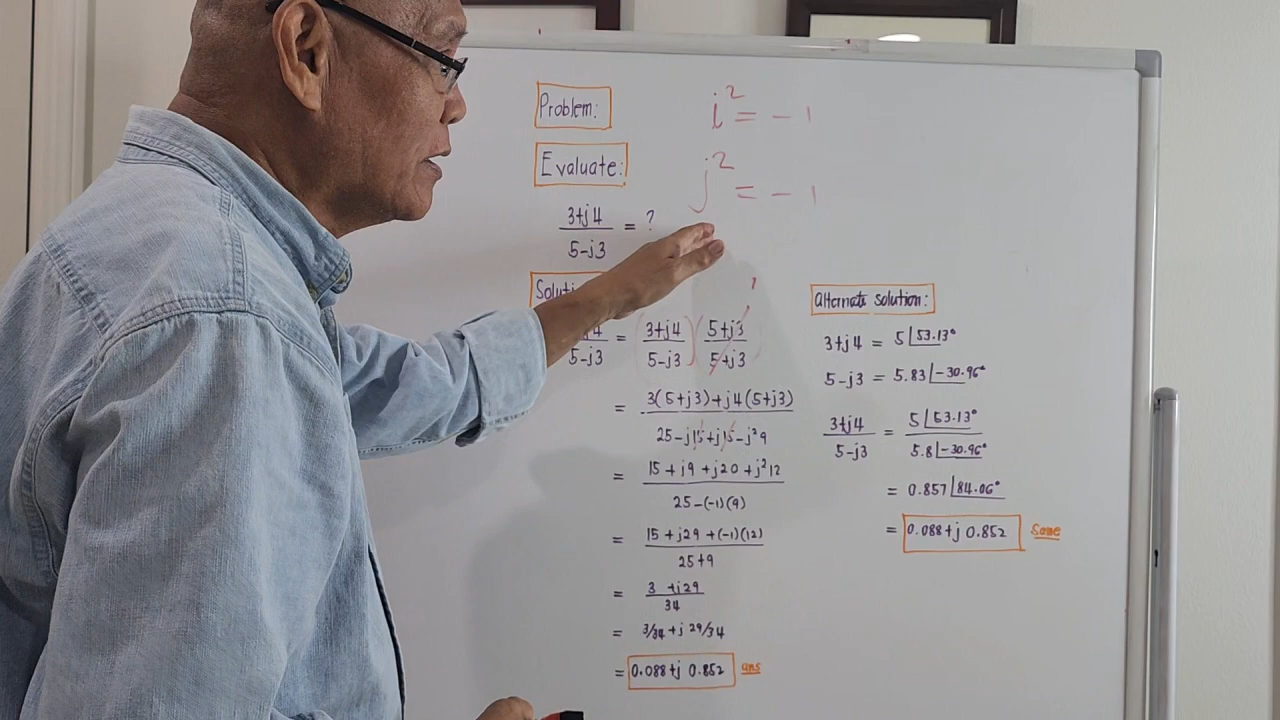 Problem:
i² = -1
Evaluate:
j² = -1
3+j4 / 5-j3 = ?
Soluti
4 / 5-j3 = (3+j4 / 5-j3) (5+j3 / 5+j3)
= 3(5+j3)+j4(5+j3) / 25-j15+j15-j²9
= 15+j9+j20+j²12 / 25-(-1)(9)
= 15+j29+(-1)(12) / 25+9
= 3 +j29 / 34
= 3/34 + j 29/34
= 0.088+j 0.852 ans
Alternate solution:
3+j4 = 5∠53.13°
5-j3 = 5.83∠-30.96°
3+j4 / 5-j3 = 5∠53.13° / 5.8∠-30.96°
= 0.857∠84.06°
= 0.088+j 0.852 Same